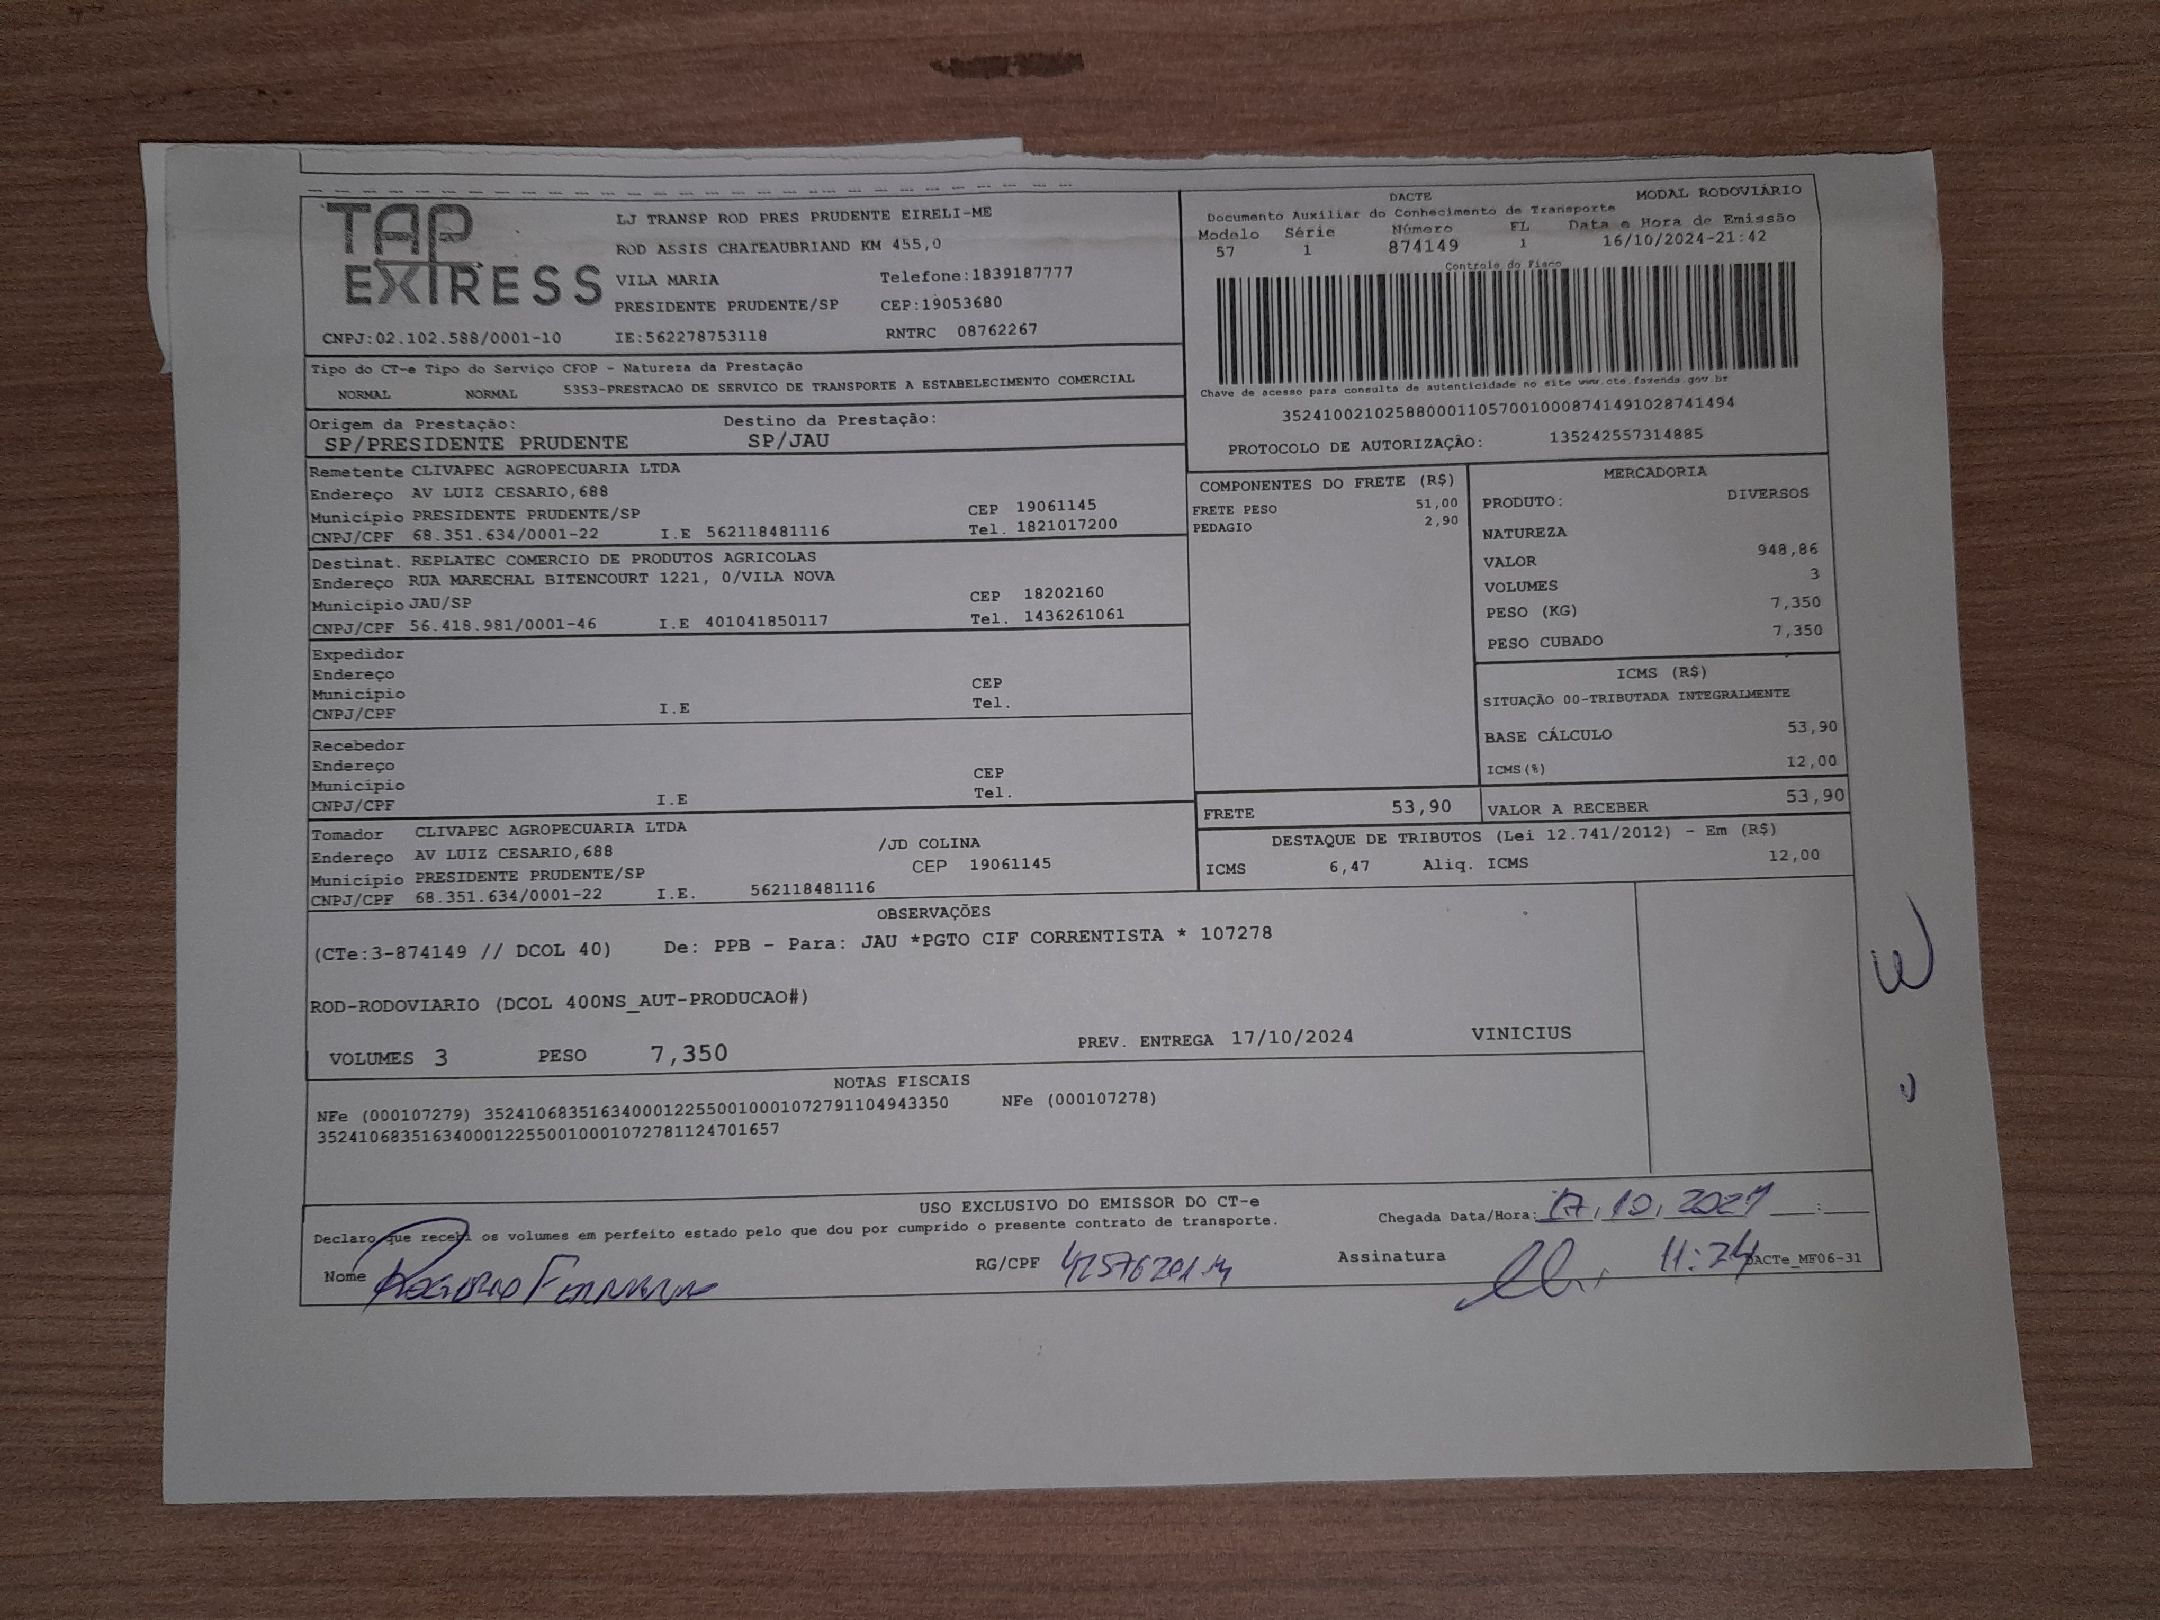 TAP EXPRESS
LJ TRANSP ROD PRES PRUDENTE EIRELI-ME
ROD ASSIS CHATEAUBRIAND KM 455,0
VILA MARIA Telefone:1839187777
PRESIDENTE PRUDENTE/SP CEP:19053680
CNPJ:02.102.588/0001-10 IE:562278753118 RNTRC 08762267
DACTE MODAL RODOVIÁRIO
Documento Auxiliar do Conhecimento de Transporte
Modelo Série Número FL Data e Hora de Emissão
57 1 874149 1 16/10/2024-21:42
Controle do Fisco
Chave de acesso para consulta de autenticidade no site www.cte.fazenda.gov.br
35241002102588000110570010008741491028741494
PROTOCOLO DE AUTORIZAÇÃO: 135242557314885
Tipo do CT-e Tipo do Serviço CFOP - Natureza da Prestação
NORMAL NORMAL 5353-PRESTACAO DE SERVICO DE TRANSPORTE A ESTABELECIMENTO COMERCIAL
Origem da Prestação: Destino da Prestação:
SP/PRESIDENTE PRUDENTE SP/JAU
Remetente CLIVAPEC AGROPECUARIA LTDA
Endereço AV LUIZ CESARIO,688
Município PRESIDENTE PRUDENTE/SP CEP 19061145
CNPJ/CPF 68.351.634/0001-22 I.E 562118481116 Tel. 1821017200
Destinat. REPLATEC COMERCIO DE PRODUTOS AGRICOLAS
Endereço RUA MARECHAL BITENCOURT 1221, 0/VILA NOVA
Município JAU/SP CEP 18202160
CNPJ/CPF 56.418.981/0001-46 I.E 401041850117 Tel. 1436261061
Expedidor
Endereço
Município CEP
CNPJ/CPF I.E Tel.
Recebedor
Endereço
Município CEP
CNPJ/CPF I.E Tel.
Tomador CLIVAPEC AGROPECUARIA LTDA
Endereço AV LUIZ CESARIO,688 /JD COLINA
Município PRESIDENTE PRUDENTE/SP CEP 19061145
CNPJ/CPF 68.351.634/0001-22 I.E. 562118481116
COMPONENTES DO FRETE (R$)
FRETE PESO 51,00
PEDAGIO 2,90
MERCADORIA
PRODUTO: DIVERSOS
NATUREZA
VALOR 948,86
VOLUMES 3
PESO (KG) 7,350
PESO CUBADO 7,350
ICMS (R$)
SITUAÇÃO 00-TRIBUTADA INTEGRALMENTE
BASE CÁLCULO 53,90
ICMS(%) 12,00
FRETE 53,90 VALOR A RECEBER 53,90
DESTAQUE DE TRIBUTOS (Lei 12.741/2012) - Em (R$)
ICMS 6,47 Aliq. ICMS 12,00
OBSERVAÇÕES
(CTe:3-874149 // DCOL 40) De: PPB - Para: JAU *PGTO CIF CORRENTISTA * 107278
ROD-RODOVIARIO (DCOL 400NS_AUT-PRODUCAO#)
VOLUMES 3 PESO 7,350 PREV. ENTREGA 17/10/2024 VINICIUS
NOTAS FISCAIS
NFe (000107279) 35241068351634000122550010001072791104943350 NFe (000107278)
35241068351634000122550010001072781124701657
USO EXCLUSIVO DO EMISSOR DO CT-e
Declaro que recebi os volumes em perfeito estado pelo que dou por cumprido o presente contrato de transporte.
Chegada Data/Hora: 17, 10, 2024 :
Nome RG/CPF Assinatura 11:24 DACTe_MF06-31